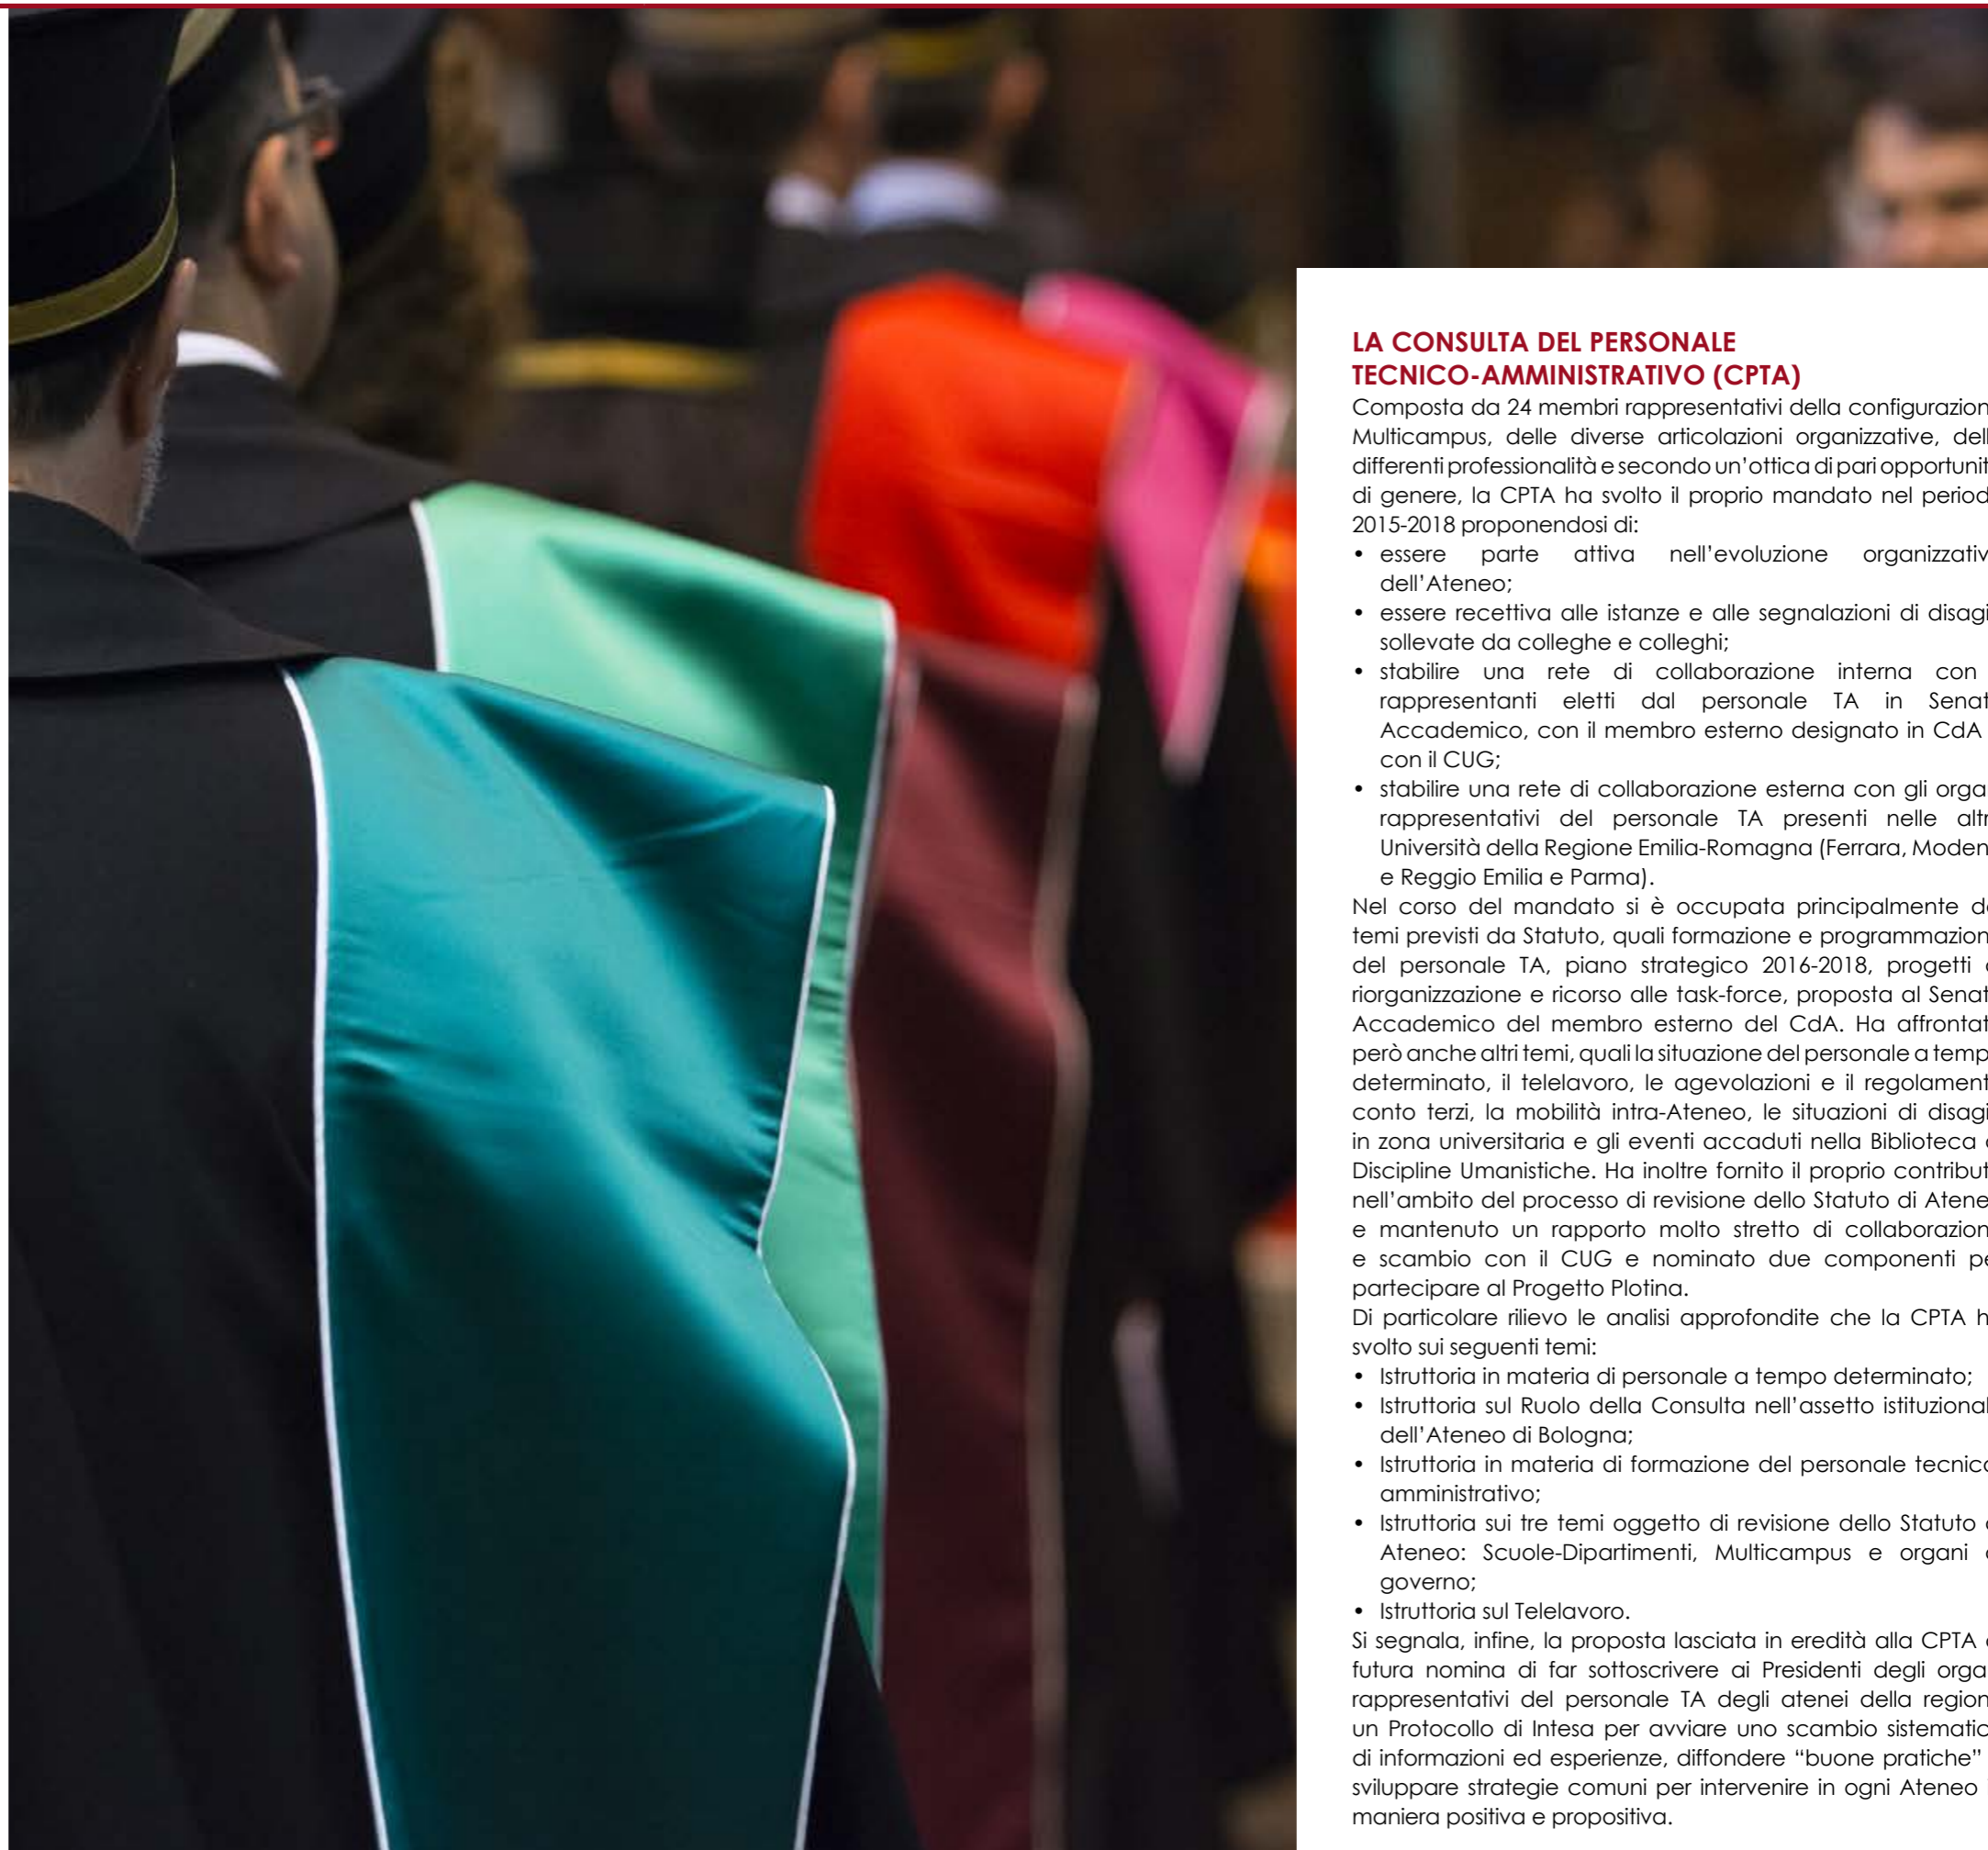 LA CONSULTA DEL PERSONALE
TECNICO-AMMINISTRATIVO (CPTA)
Composta da 24 membri rappresentativi della configurazion
Multicampus, delle diverse articolazioni organizzative, dell
differenti professionalità e secondo un’ottica di pari opportunit
di genere, la CPTA ha svolto il proprio mandato nel period
2015-2018 proponendosi di:
• essere parte attiva nell’evoluzione organizzativ
dell’Ateneo;
• essere recettiva alle istanze e alle segnalazioni di disagi
sollevate da colleghe e colleghi;
• stabilire una rete di collaborazione interna con
rappresentanti eletti dal personale TA in Senat
Accademico, con il membro esterno designato in CdA
con il CUG;
• stabilire una rete di collaborazione esterna con gli orga
rappresentativi del personale TA presenti nelle altr
Università della Regione Emilia-Romagna (Ferrara, Moden
e Reggio Emilia e Parma).
Nel corso del mandato si è occupata principalmente d
temi previsti da Statuto, quali formazione e programmazion
del personale TA, piano strategico 2016-2018, progetti
riorganizzazione e ricorso alle task-force, proposta al Senat
Accademico del membro esterno del CdA. Ha affrontat
però anche altri temi, quali la situazione del personale a temp
determinato, il telelavoro, le agevolazioni e il regolament
conto terzi, la mobilità intra-Ateneo, le situazioni di disagi
in zona universitaria e gli eventi accaduti nella Biblioteca
Discipline Umanistiche. Ha inoltre fornito il proprio contribut
nell’ambito del processo di revisione dello Statuto di Atene
e mantenuto un rapporto molto stretto di collaborazion
e scambio con il CUG e nominato due componenti pe
partecipare al Progetto Plotina.
Di particolare rilievo le analisi approfondite che la CPTA h
svolto sui seguenti temi:
• Istruttoria in materia di personale a tempo determinato;
• Istruttoria sul Ruolo della Consulta nell’assetto istituzional
dell’Ateneo di Bologna;
• Istruttoria in materia di formazione del personale tecnic
amministrativo;
• Istruttoria sui tre temi oggetto di revisione dello Statuto
Ateneo: Scuole-Dipartimenti, Multicampus e organi
governo;
• Istruttoria sul Telelavoro.
Si segnala, infine, la proposta lasciata in eredità alla CPTA
futura nomina di far sottoscrivere ai Presidenti degli orga
rappresentativi del personale TA degli atenei della region
un Protocollo di Intesa per avviare uno scambio sistematic
di informazioni ed esperienze, diffondere “buone pratiche”
sviluppare strategie comuni per intervenire in ogni Ateneo
maniera positiva e propositiva.